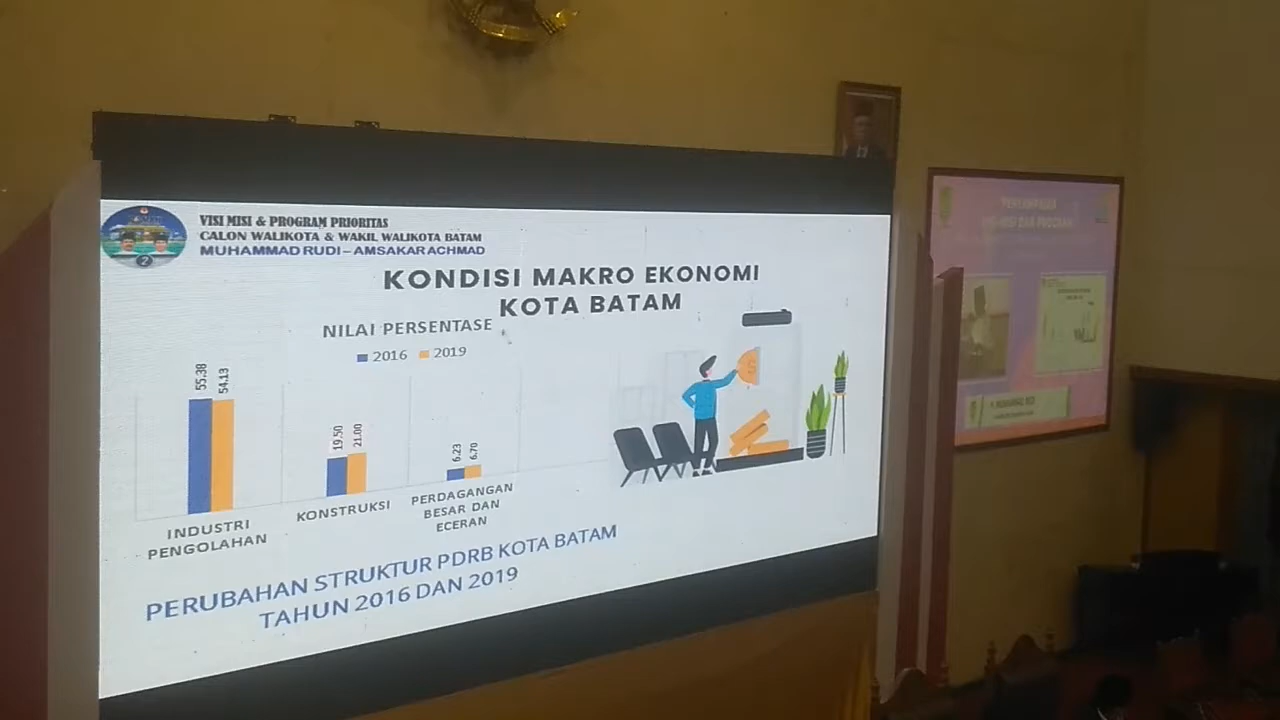 VISI MISI & PROGRAM PRIORITAS
CALON WALIKOTA & WAKIL WALIKOTA BATAM
MUHAMMAD RUDI – AMSAKAR ACHMAD
2
KONDISI MAKRO EKONOMI
KOTA BATAM
NILAI PERSENTASE
2016 2019
55.38 54.13
19.50 21.00
6.23 6.70
INDUSTRI
PENGOLAHAN
KONSTRUKSI
PERDAGANGAN
BESAR DAN
ECERAN
$
PERUBAHAN STRUKTUR PDRB KOTA BATAM
TAHUN 2016 DAN 2019